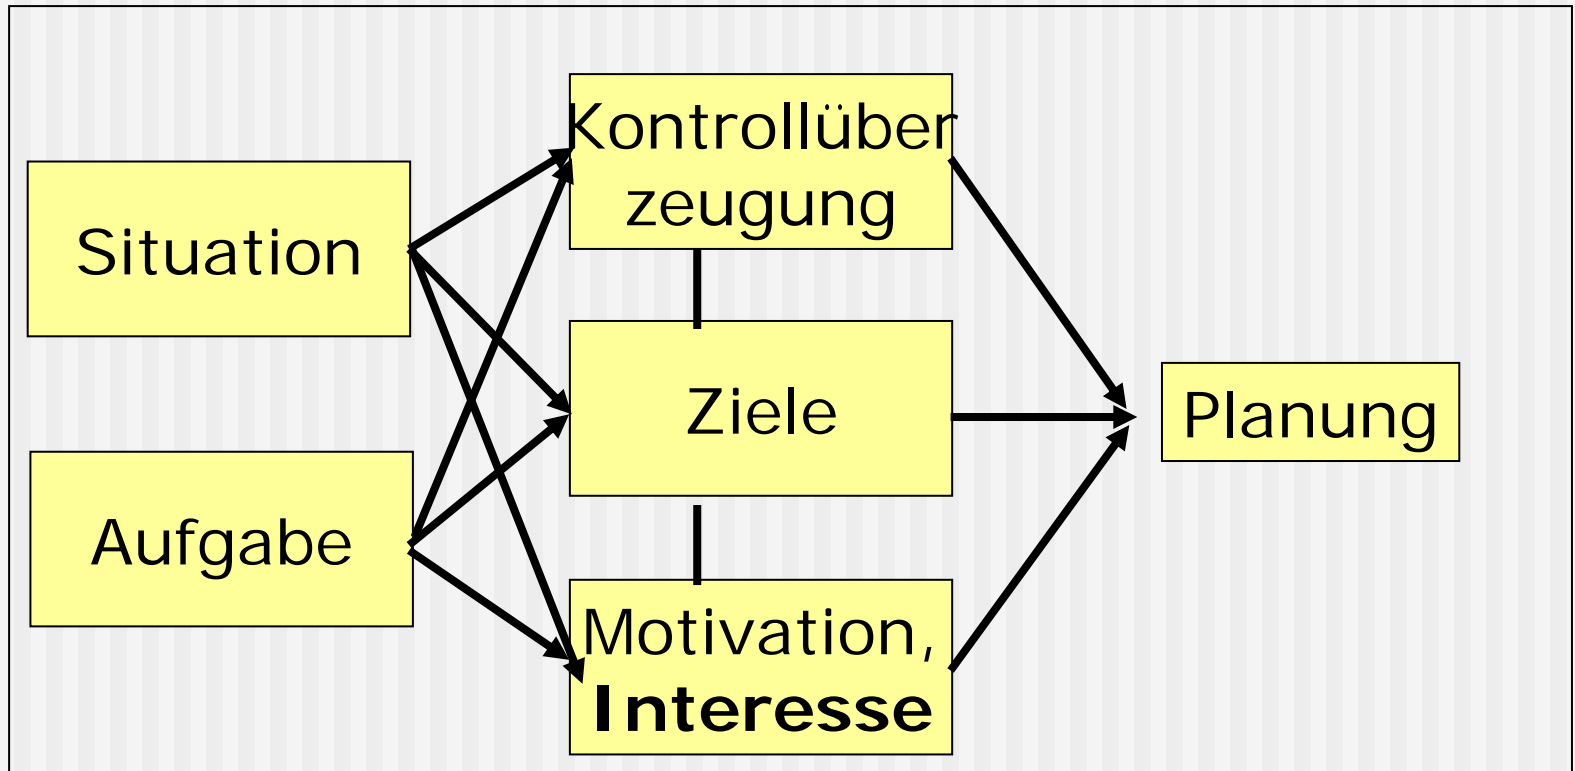 Kontrollüber
zeugung
Situation
Ziele
Planung
Aufgabe
Motivation,
Interesse